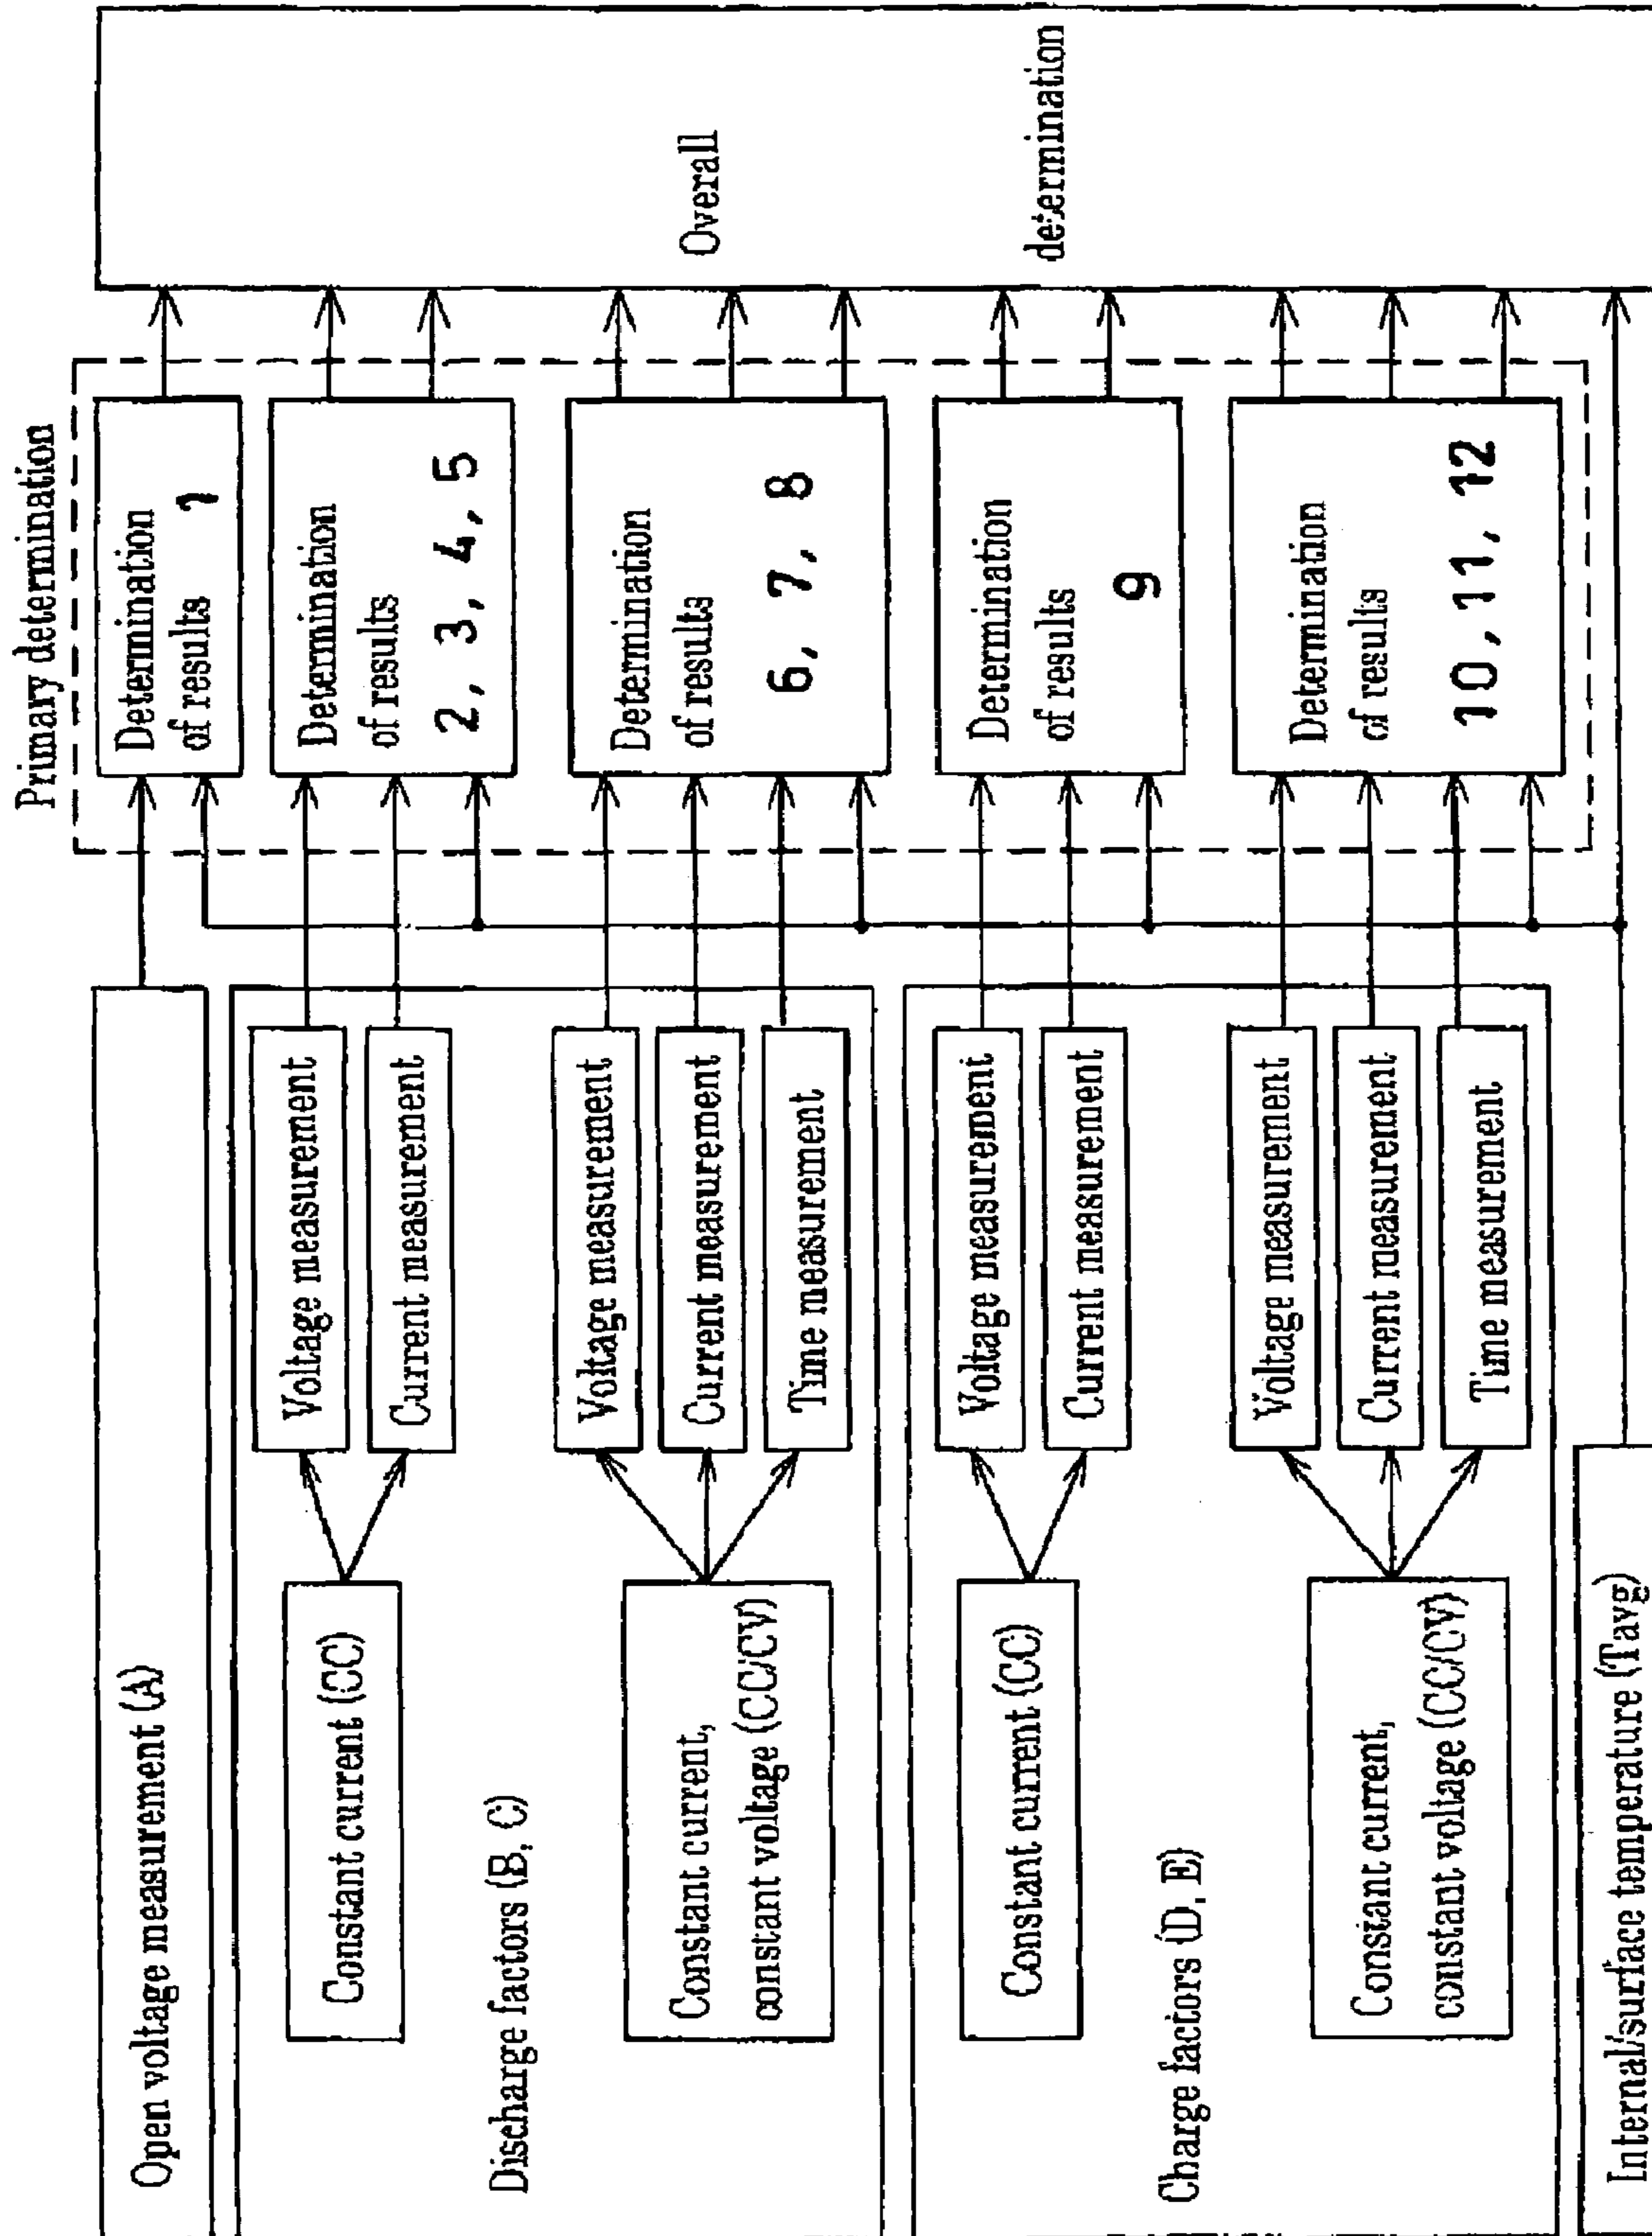 Primary determination
Open voltage measurement (A)
Determination
of results 1
Discharge factors (B, C)
Constant current (CC)
Voltage measurement
Current measurement
Determination
of results
2, 3, 4, 5
Constant current,
constant voltage (CC/CV)
Voltage measurement
Current measurement
Time measurement
Determination
of results
6, 7, 8
Charge factors (D, E)
Constant current (CC)
Voltage measurement
Current measurement
Determination
of results
9
Constant current,
constant voltage (CC/CV)
Voltage measurement
Current measurement
Time measurement
Determination
of results
10, 11, 12
Internal/surface temperature (Tavg)
Overall
determination